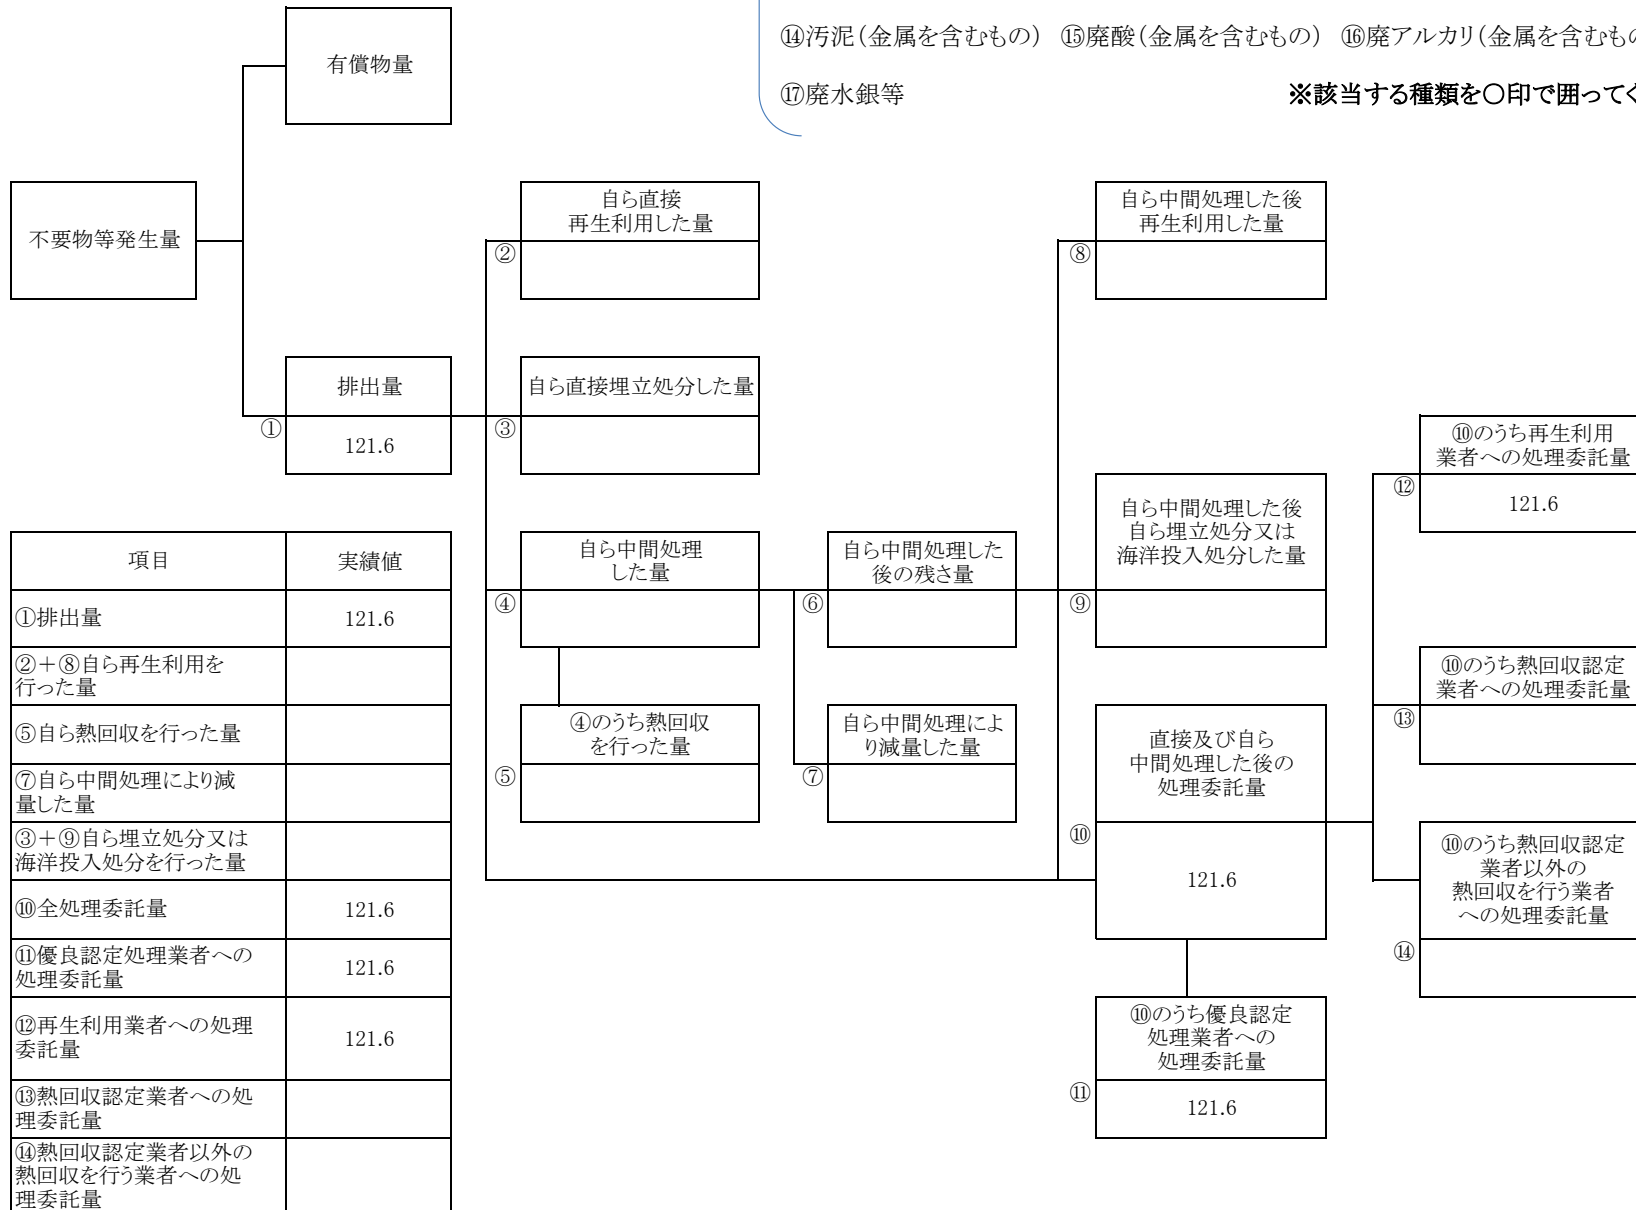 ⑭汚泥（金属を含むもの） ⑮廃酸（金属を含むもの） ⑯廃アルカリ（金属を含むもの
⑰廃水銀等
※該当する種類を○印で囲ってく
有償物量
不要物等発生量
自ら直接
再生利用した量
②
自ら中間処理した後
再生利用した量
⑧
排出量
①
121.6
自ら直接埋立処分した量
③
⑩のうち再生利用
業者への処理委託量
⑫
121.6
自ら中間処理した後
自ら埋立処分又は
海洋投入処分した量
⑨
自ら中間処理
した量
④
自ら中間処理した
後の残さ量
⑥
④のうち熱回収
を行った量
⑤
自ら中間処理によ
り減量した量
⑦
⑩のうち熱回収認定
業者への処理委託量
⑬
直接及び自ら
中間処理した後の
処理委託量
⑩
121.6
⑩のうち熱回収認定
業者以外の
熱回収を行う業者
への処理委託量
⑭
⑩のうち優良認定
処理業者への
処理委託量
⑪
121.6
項目 実績値
①排出量 121.6
②＋⑧自ら再生利用を
行った量
⑤自ら熱回収を行った量
⑦自ら中間処理により減
量した量
③＋⑨自ら埋立処分又は
海洋投入処分を行った量
⑩全処理委託量 121.6
⑪優良認定処理業者への
処理委託量 121.6
⑫再生利用業者への処理
委託量 121.6
⑬熱回収認定業者への処
理委託量
⑭熱回収認定業者以外の
熱回収を行う業者への処
理委託量